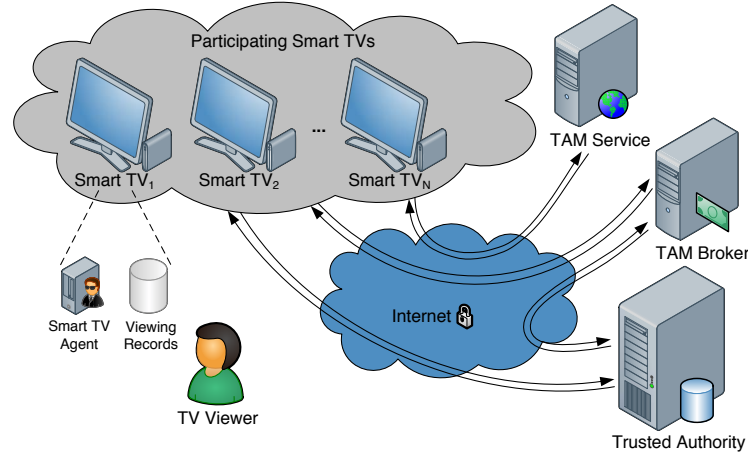 Participating Smart TVs
...
Smart TV1
Smart TV2
Smart TVN
TAM Service
TAM Broker
Internet
Smart TV
Agent
Viewing
Records
TV Viewer
Trusted Authority